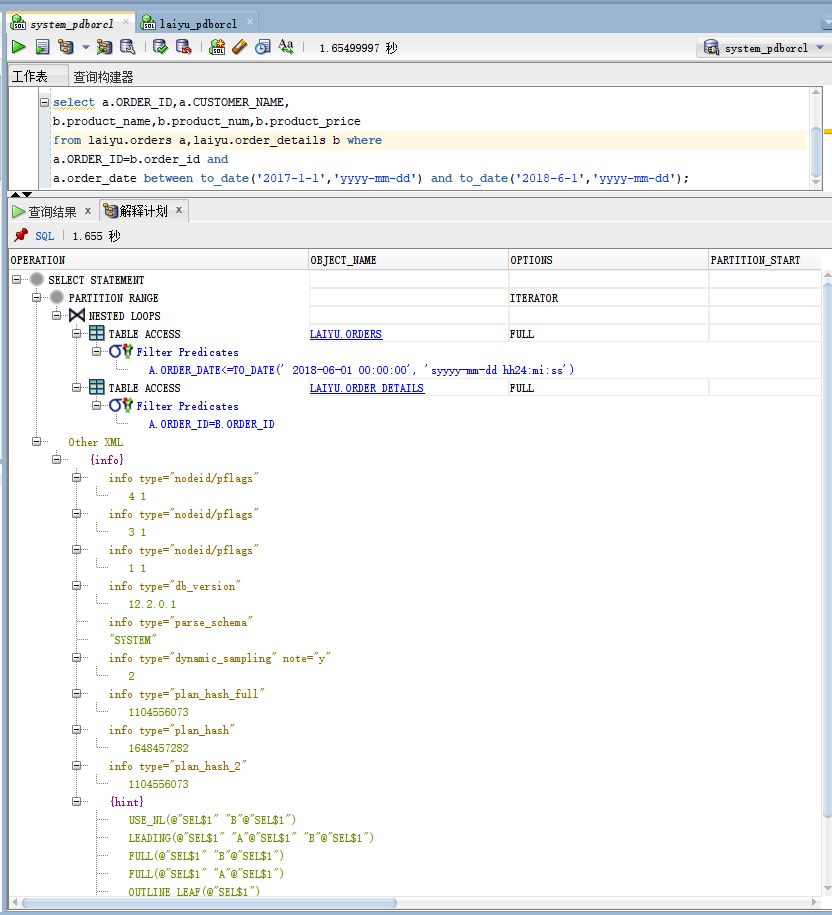 system_pdborcl
laiyu_pdborcl
1.65499997 秒
system_pdborcl
工作表
查询构建器
select a.ORDER_ID,a.CUSTOMER_NAME,
b.product_name,b.product_num,b.product_price
from laiyu.orders a,laiyu.order_details b where
a.ORDER_ID=b.order_id and
a.order_date between to_date('2017-1-1','yyyy-mm-dd') and to_date('2018-6-1','yyyy-mm-dd');
查询结果 x
解释计划 x
SQL | 1.655 秒
OPERATION OBJECT_NAME OPTIONS PARTITION_START
SELECT STATEMENT
PARTITION RANGE ITERATOR
NESTED LOOPS
TABLE ACCESS LAIYU.ORDERS FULL
Filter Predicates
A.ORDER_DATE<=TO_DATE(' 2018-06-01 00:00:00', 'syyyy-mm-dd hh24:mi:ss')
TABLE ACCESS LAIYU.ORDER_DETAILS FULL
Filter Predicates
A.ORDER_ID=B.ORDER_ID
Other XML
{info}
info type="nodeid/pflags"
4 1
info type="nodeid/pflags"
3 1
info type="nodeid/pflags"
1 1
info type="db_version"
12.2.0.1
info type="parse_schema"
"SYSTEM"
info type="dynamic_sampling" note="y"
2
info type="plan_hash_full"
1104556073
info type="plan_hash"
1648457282
info type="plan_hash_2"
1104556073
{hint}
USE_NL(@"SEL$1" "B"@"SEL$1")
LEADING(@"SEL$1" "A"@"SEL$1" "B"@"SEL$1")
FULL(@"SEL$1" "B"@"SEL$1")
FULL(@"SEL$1" "A"@"SEL$1")
OUTLINE_LEAF(@"SEL$1")